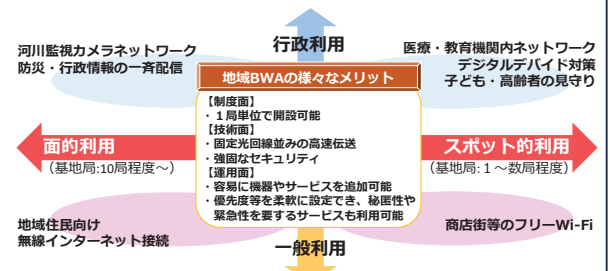 行政利用
河川監視カメラネットワーク
防災・行政情報の一斉配信
医療・教育機関内ネットワーク
デジタルデバイド対策
子ども・高齢者の見守り
地域BWAの様々なメリット
【制度面】
・１局単位で開設可能
【技術面】
・固定光回線並みの高速伝送
・強固なセキュリティ
【運用面】
・容易に機器やサービスを追加可能
・優先度等を柔軟に設定でき、秘匿性や
緊急性を要するサービスも利用可能
面的利用
（基地局:10局程度～）
スポット的利用
（基地局:１～数局程度）
地域住民向け
無線インターネット接続
商店街等のフリーWi-Fi
一般利用